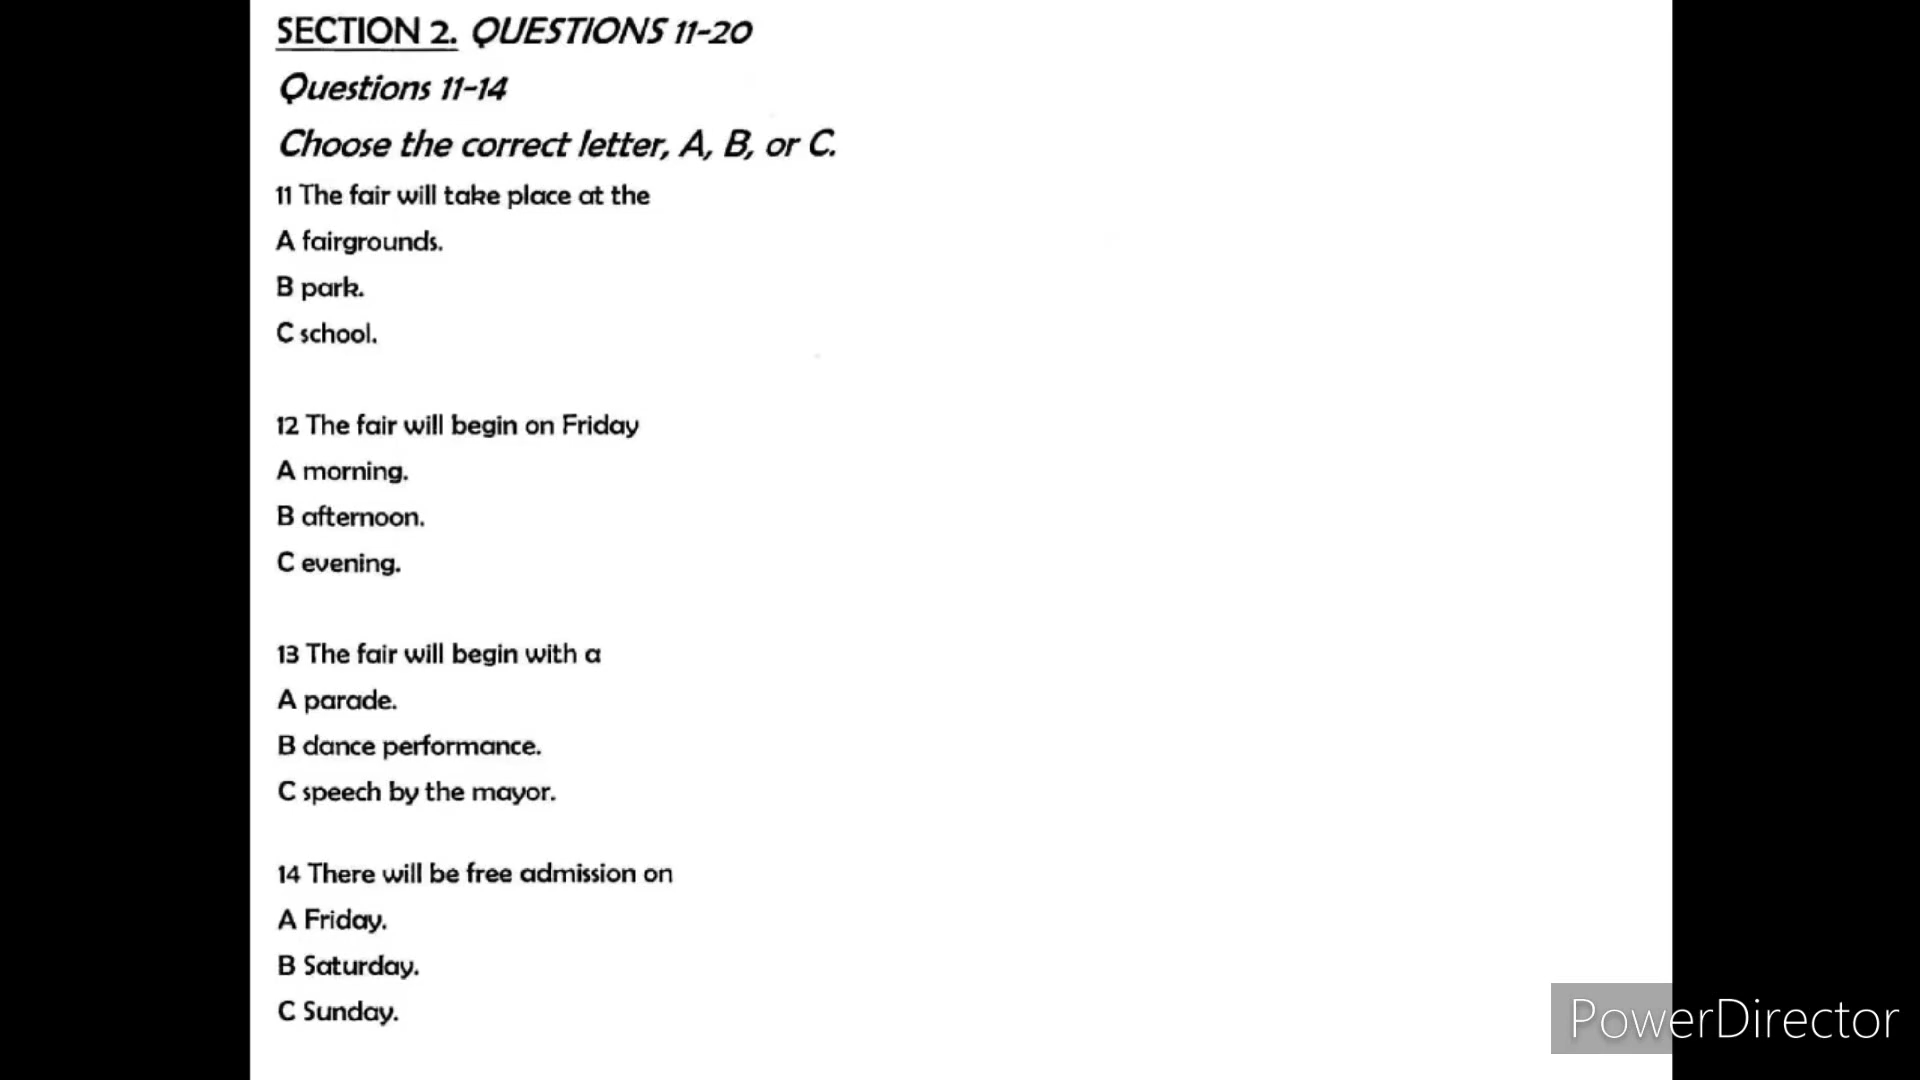 SECTION 2. QUESTIONS 11-20
Questions 11-14
Choose the correct letter, A, B, or C.
11 The fair will take place at the
A fairgrounds.
B park.
C school.
12 The fair will begin on Friday
A morning.
B afternoon.
C evening.
13 The fair will begin with a
A parade.
B dance performance.
C speech by the mayor.
14 There will be free admission on
A Friday.
B Saturday.
C Sunday.
PowerDirector